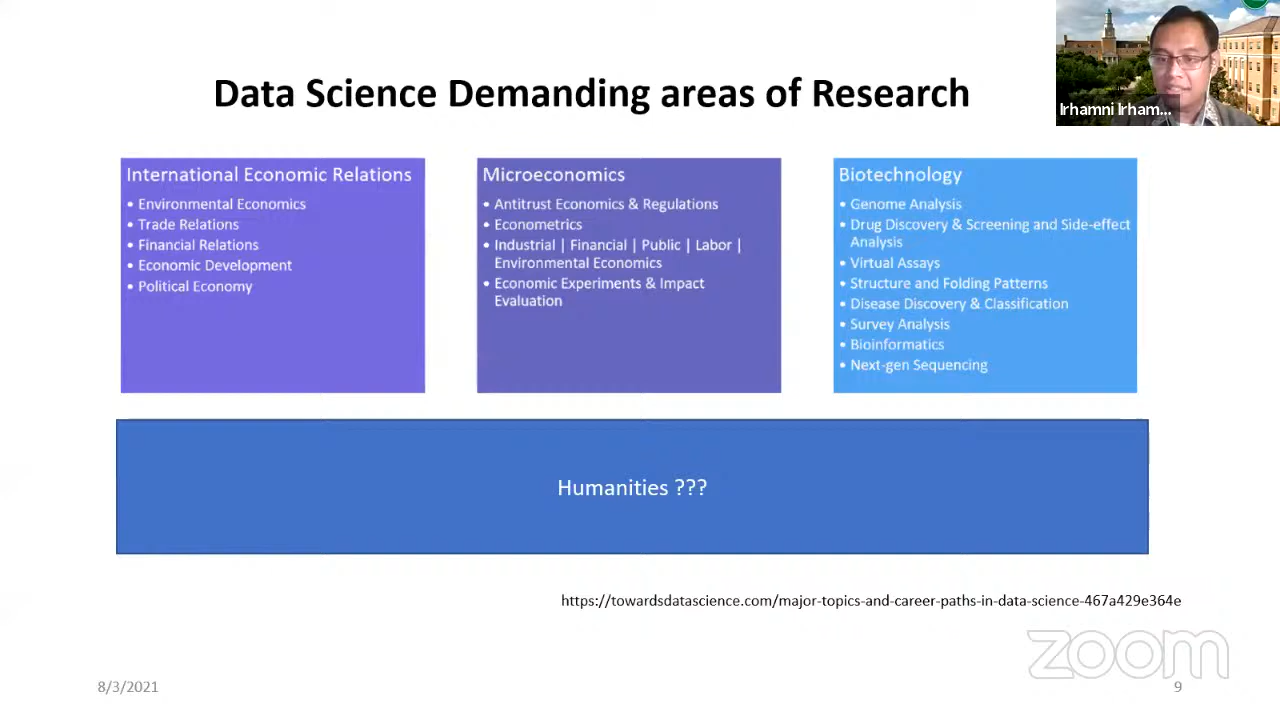 Data Science Demanding areas of Research
Irhamni Irham...
International Economic Relations
• Environmental Economics
• Trade Relations
• Financial Relations
• Economic Development
• Political Economy
Microeconomics
• Antitrust Economics & Regulations
• Econometrics
• Industrial | Financial | Public | Labor |
Environmental Economics
• Economic Experiments & Impact
Evaluation
Biotechnology
• Genome Analysis
• Drug Discovery & Screening and Side-effect
Analysis
• Virtual Assays
• Structure and Folding Patterns
• Disease Discovery & Classification
• Survey Analysis
• Bioinformatics
• Next-gen Sequencing
Humanities ???
https://towardsdatascience.com/major-topics-and-career-paths-in-data-science-467a429e364e
zoom
8/3/2021
9